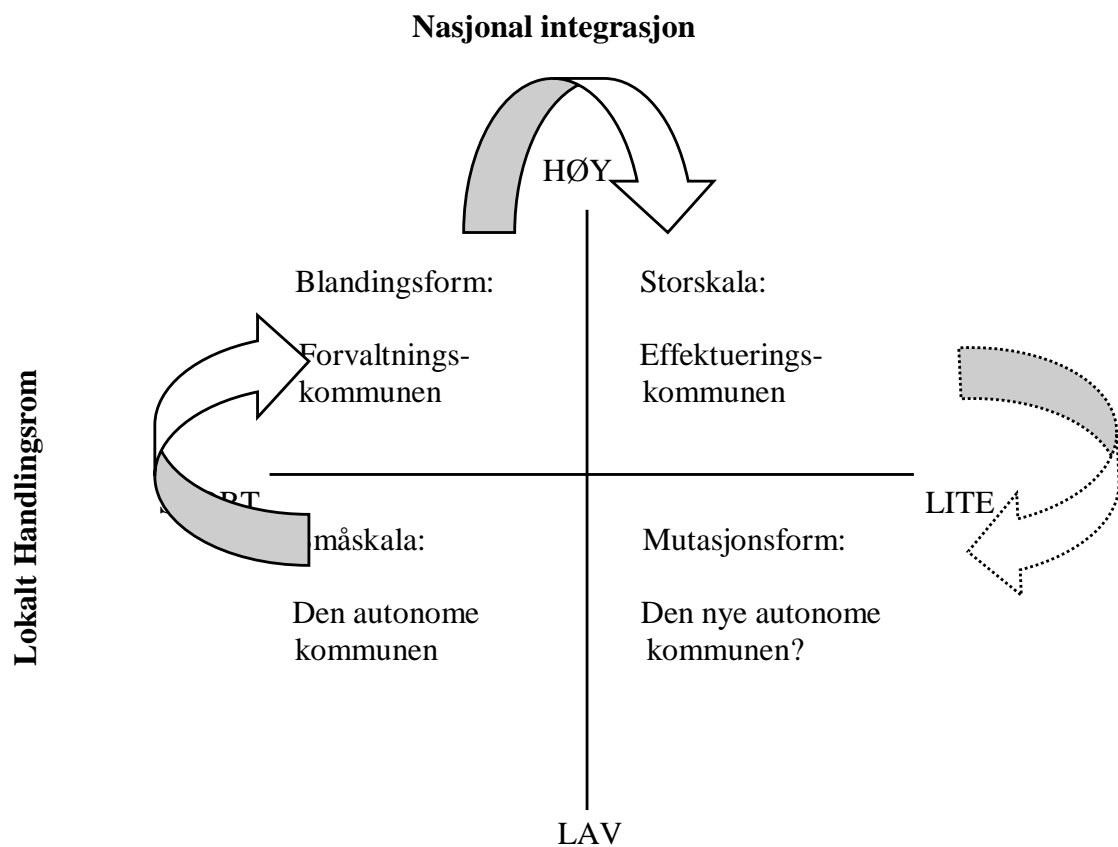 Nasjonal integrasjon
HØY
Blandingsform:
Storskala:
Forvaltnings-
kommunen
Effektuerings-
kommunen
Lokalt Handlingsrom
LITE
Mutasjonsform:
Den autonome
kommunen
Den nye autonome
kommunen?
LAV